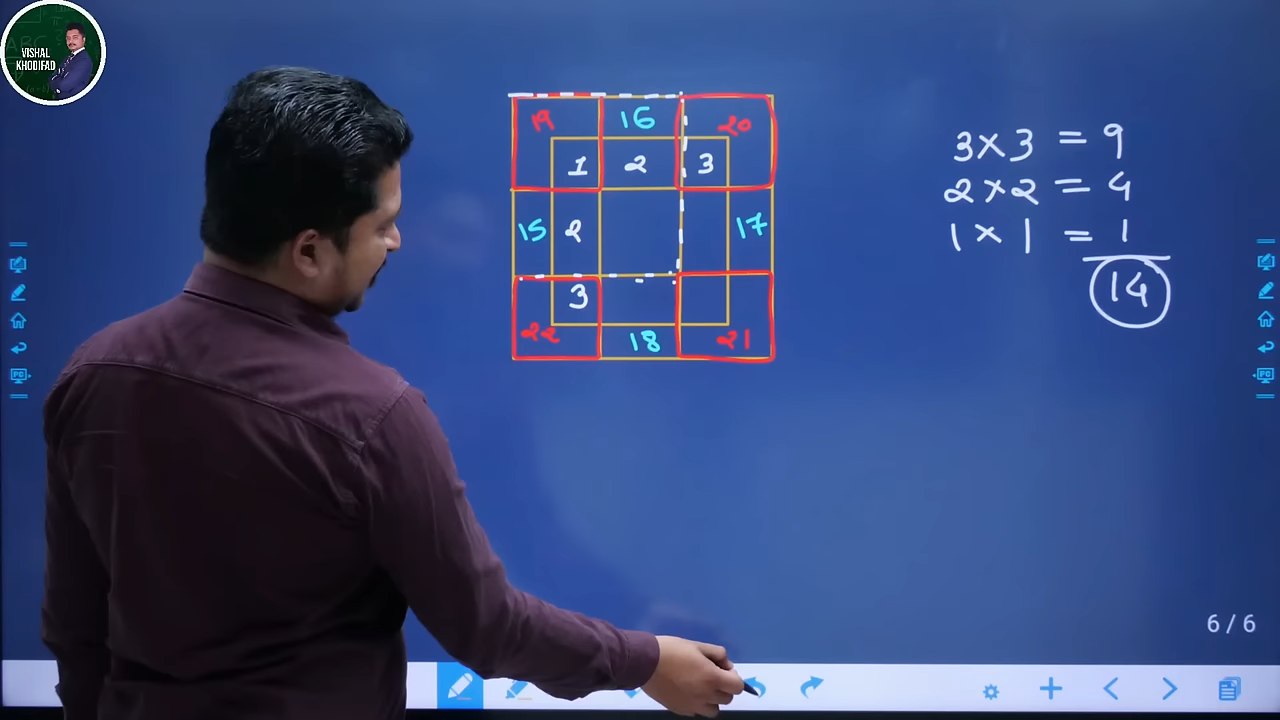 VISHAL
KHODIFAD
19 16 20
1 2 3
15 2 17
3
22 18 21
3×3 = 9
2×2 = 4
1×1 = 1
14
6 / 6